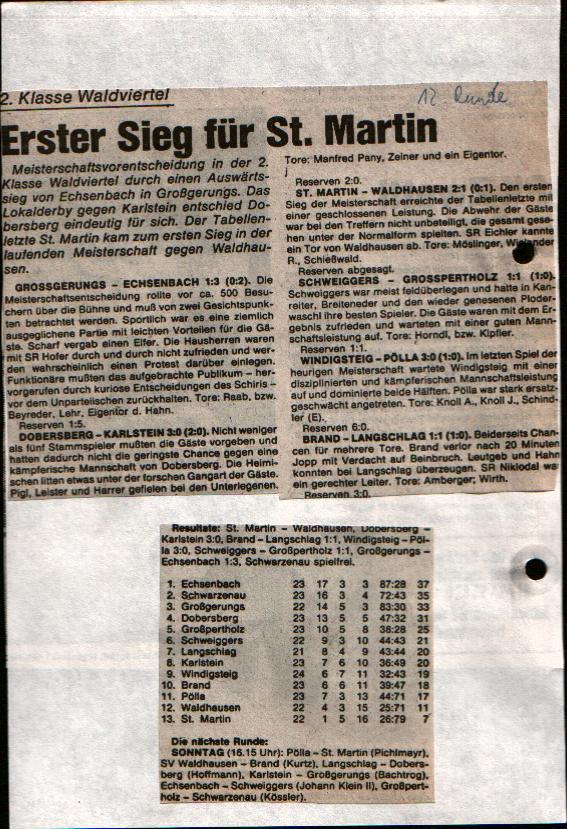 2. Klasse Waldviertel
12. Runde
Erster Sieg für St. Martin
Meisterschaftsvorentscheidung in der 2.
Klasse Waldviertel durch einen Auswärts-
sieg von Echsenbach in Großgerungs. Das
Lokalderby gegen Karlstein entschied Do-
bersberg eindeutig für sich. Der Tabellen-
letzte St. Martin kam zum ersten Sieg in der
laufenden Meisterschaft gegen Waldhau-
sen.
GROSSGERUNGS – ECHSENBACH 1:3 (0:2). Die
Meisterschaftsentscheidung rollte vor ca. 500 Besu-
chern über die Bühne und muß von zwei Gesichtspunk-
ten betrachtet werden. Sportlich war es eine ziemlich
ausgeglichene Partie mit leichten Vorteilen für die Gä-
ste. Scharf vergab einen Elfer. Die Hausherren waren
mit SR Hofer durch und durch nicht zufrieden und wer-
den wahrscheinlich einen Protest darüber einlegen.
Funktionäre mußten das aufgebrachte Publikum – her-
vorgerufen durch kuriose Entscheidungen des Schiris –
vor dem Unparteiischen zurückhalten. Tore: Raab, bzw.
Bayreder, Lehr, Eigentor d. Hahn.
Reserven 1:5.
DOBERSBERG – KARLSTEIN 3:0 (2:0). Nicht weniger
als fünf Stammspieler mußten die Gäste vorgeben und
hatten dadurch nicht die geringste Chance gegen eine
kämpferische Mannschaft von Dobersberg. Die Heimi-
schen litten etwas unter der forschen Gangart der Gäste.
Pigl, Leister und Harrer gefielen bei den Unterlegenen.
Tore: Manfred Pany, Zeiner und ein Eigentor.
j
Reserven 2:0.
ST. MARTIN – WALDHAUSEN 2:1 (0:1). Den ersten
Sieg der Meisterschaft erreichte der Tabellenletzte mit
einer geschlossenen Leistung. Die Abwehr der Gäste
war bei den Treffern nicht unbeteiligt, die gesamt gese-
hen unter der Normalform spielten. SR Eichler kannte
ein Tor von Waldhausen ab. Tore: Möslinger, Wielander
R., Schießwald.
Reserven abgesagt.
SCHWEIGGERS – GROSSPERTHOLZ 1:1 (1:0).
Schweiggers war meist feldüberlegen und hatte in Kan-
reiter, Breiteneder und den wieder genesenen Ploder-
waschl ihre besten Spieler. Die Gäste waren mit dem Er-
gebnis zufrieden und warteten mit einer guten Mann-
schaftsleistung auf. Tore: Horndl, bzw. Kipfler.
Reserven 1:1.
WINDIGSTEIG – PÖLLA 3:0 (1:0). Im letzten Spiel der
heurigen Meisterschaft wartete Windigsteig mit einer
disziplinierten und kämpferischen Mannschaftsleistung
auf und dominierte beide Hälften. Pölla war stark ersatz-
geschwächt angetreten. Tore: Knoll A., Knoll J., Schind-
ler (E).
Reserven 6:0.
BRAND – LANGSCHLAG 1:1 (1:0). Beiderseits Chan-
cen für mehrere Tore. Brand verlor nach 20 Minuten
Jopp mit Verdacht auf Beinbruch. Leutgeb und Hahn
konnten bei Langschlag überzeugen. SR Niklodal war
ein gerechter Leiter. Tore: Amberger; Wirth.
Reserven 3:0.
Resultate: St. Martin – Waldhausen, Dobersberg –
Karlstein 3:0, Brand – Langschlag 1:1, Windigsteig – Pöl-
la 3:0, Schweiggers – Großpertholz 1:1, Großgerungs –
Echsenbach 1:3, Schwarzenau spielfrei.
1. Echsenbach 23 17 3 3 87:28 37
2. Schwarzenau 23 16 3 4 72:43 35
3. Großgerungs 22 14 5 3 83:30 33
4. Dobersberg 23 13 5 5 47:32 31
5. Großpertholz 23 10 5 8 38:28 25
6. Schweiggers 22 9 3 10 44:43 21
7. Langschlag 21 8 4 9 43:44 20
8. Karlstein 23 7 6 10 36:49 20
9. Windigsteig 24 6 7 11 32:43 19
10. Brand 23 6 6 11 39:47 18
11. Pölla 23 7 3 13 44:71 17
12. Waldhausen 22 4 3 15 25:71 11
13. St. Martin 22 1 5 16 26:79 7
Die nächste Runde:
SONNTAG (16.15 Uhr): Pölla – St. Martin (Pichlmayr),
SV Waldhausen – Brand (Kurtz), Langschlag – Dobers-
berg (Hoffmann), Karlstein – Großgerungs (Bachtrog),
Echsenbach – Schweiggers (Johann Klein II), Großpert-
holz – Schwarzenau (Kössler).